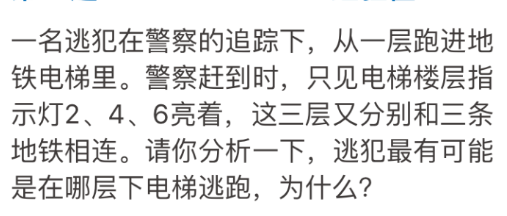 一名逃犯在警察的追踪下，从一层跑进地
铁电梯里。警察赶到时，只见电梯楼层指
示灯2、4、6亮着，这三层又分别和三条
地铁相连。请你分析一下，逃犯最有可能
是在哪层下电梯逃跑，为什么？